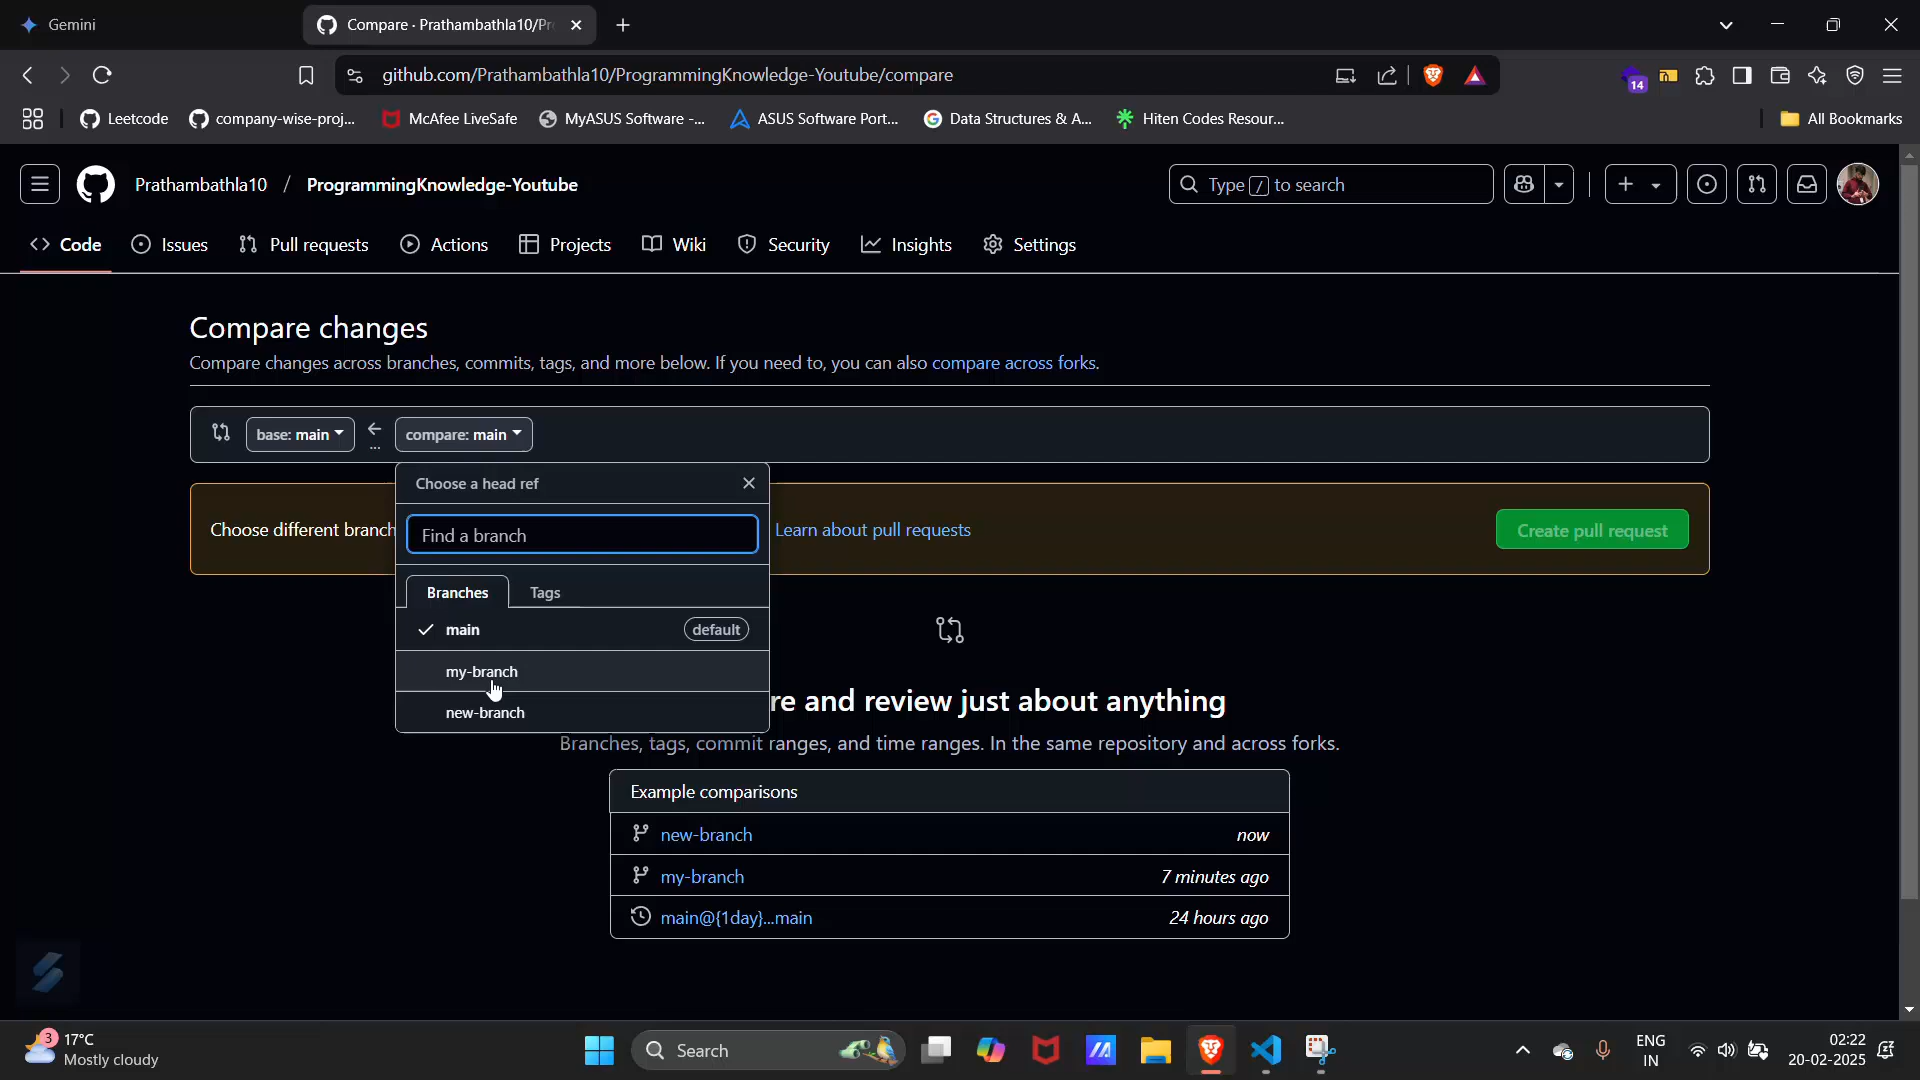 Gemini
Compare · Prathambathla10/Pr
github.com/Prathambathla10/ProgrammingKnowledge-Youtube/compare
14
Leetcode
company-wise-proj...
McAfee LiveSafe
MyASUS Software -...
ASUS Software Port...
Data Structures & A...
Hiten Codes Resour...
All Bookmarks
Prathambathla10 / ProgrammingKnowledge-Youtube
Type / to search
Code
Issues
Pull requests
Actions
Projects
Wiki
Security
Insights
Settings
Compare changes
Compare changes across branches, commits, tags, and more below. If you need to, you can also compare across forks.
base: main
compare: main
Choose a head ref
Choose different branch
Find a branch
Learn about pull requests
Create pull request
Branches
Tags
main
default
my-branch
new-branch
re and review just about anything
Branches, tags, commit ranges, and time ranges. In the same repository and across forks.
Example comparisons
new-branch
now
my-branch
7 minutes ago
main@{1day}...main
24 hours ago
3
17°C
Mostly cloudy
Search
ENG
IN
02:22
20-02-2025